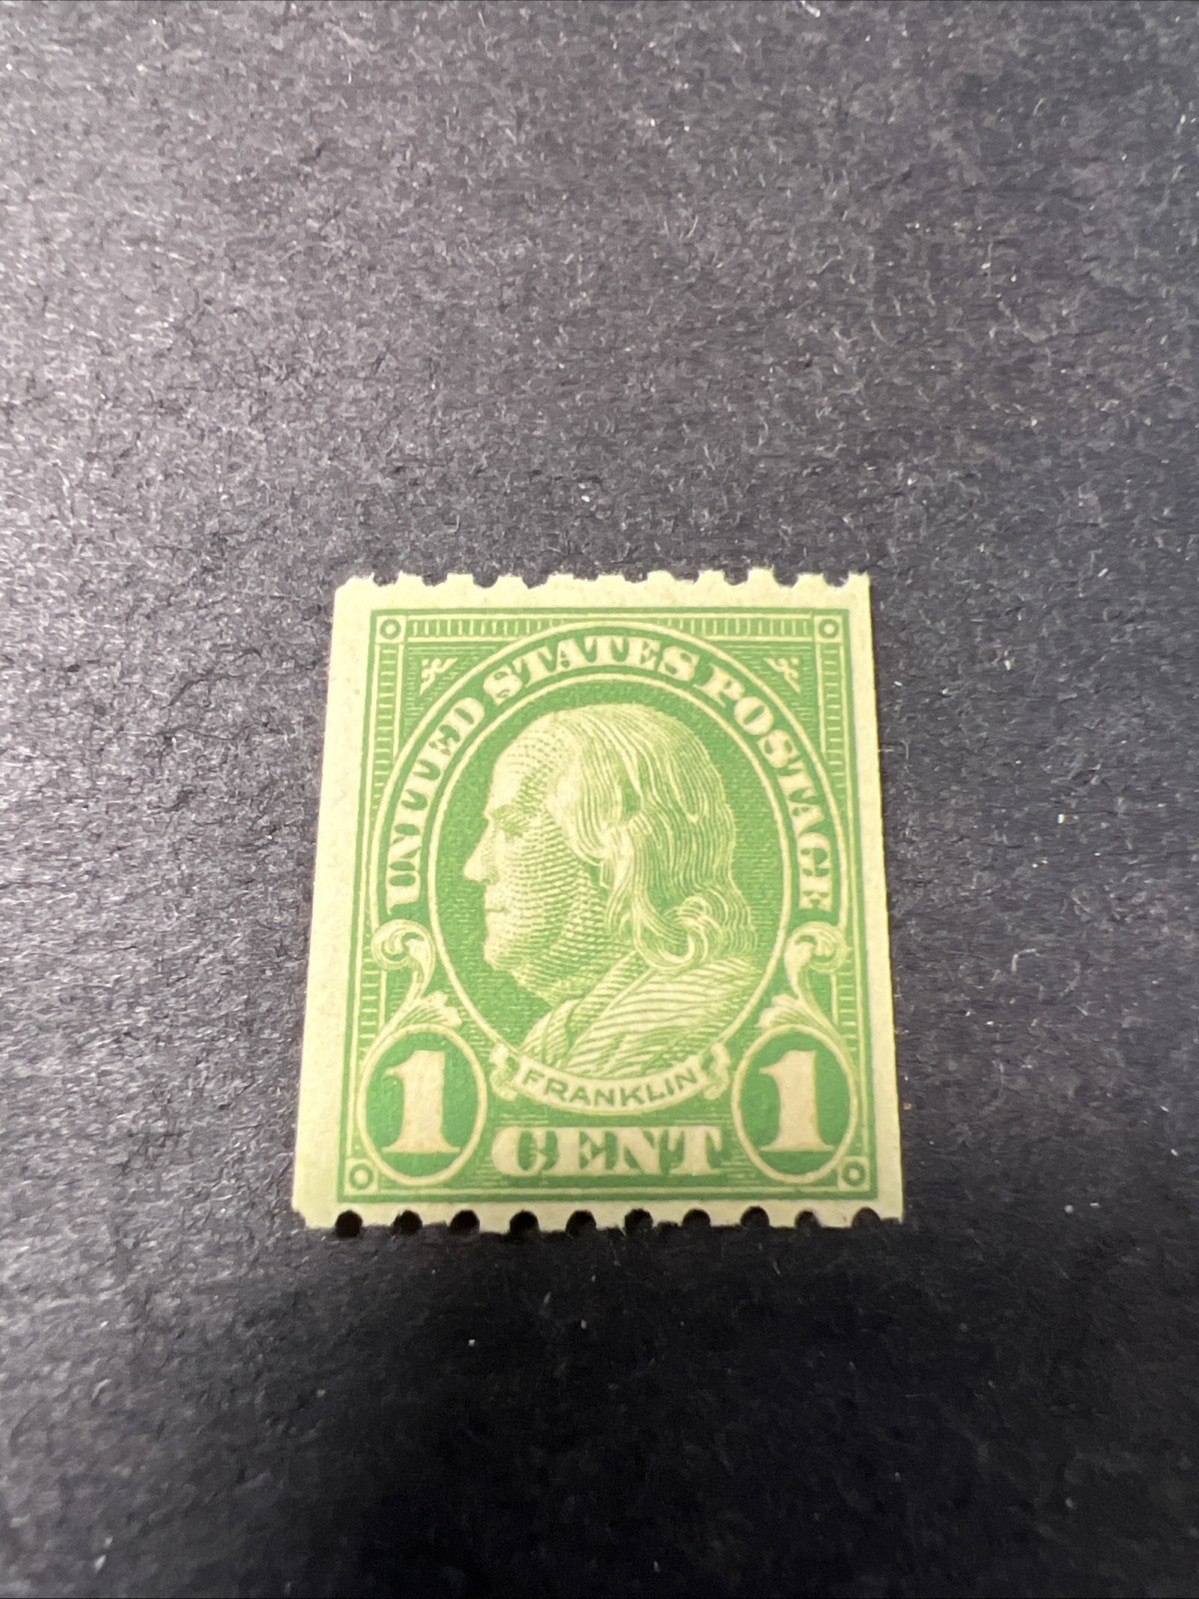 UNITED STATES POSTAGE
FRANKLIN
1 CENT 1